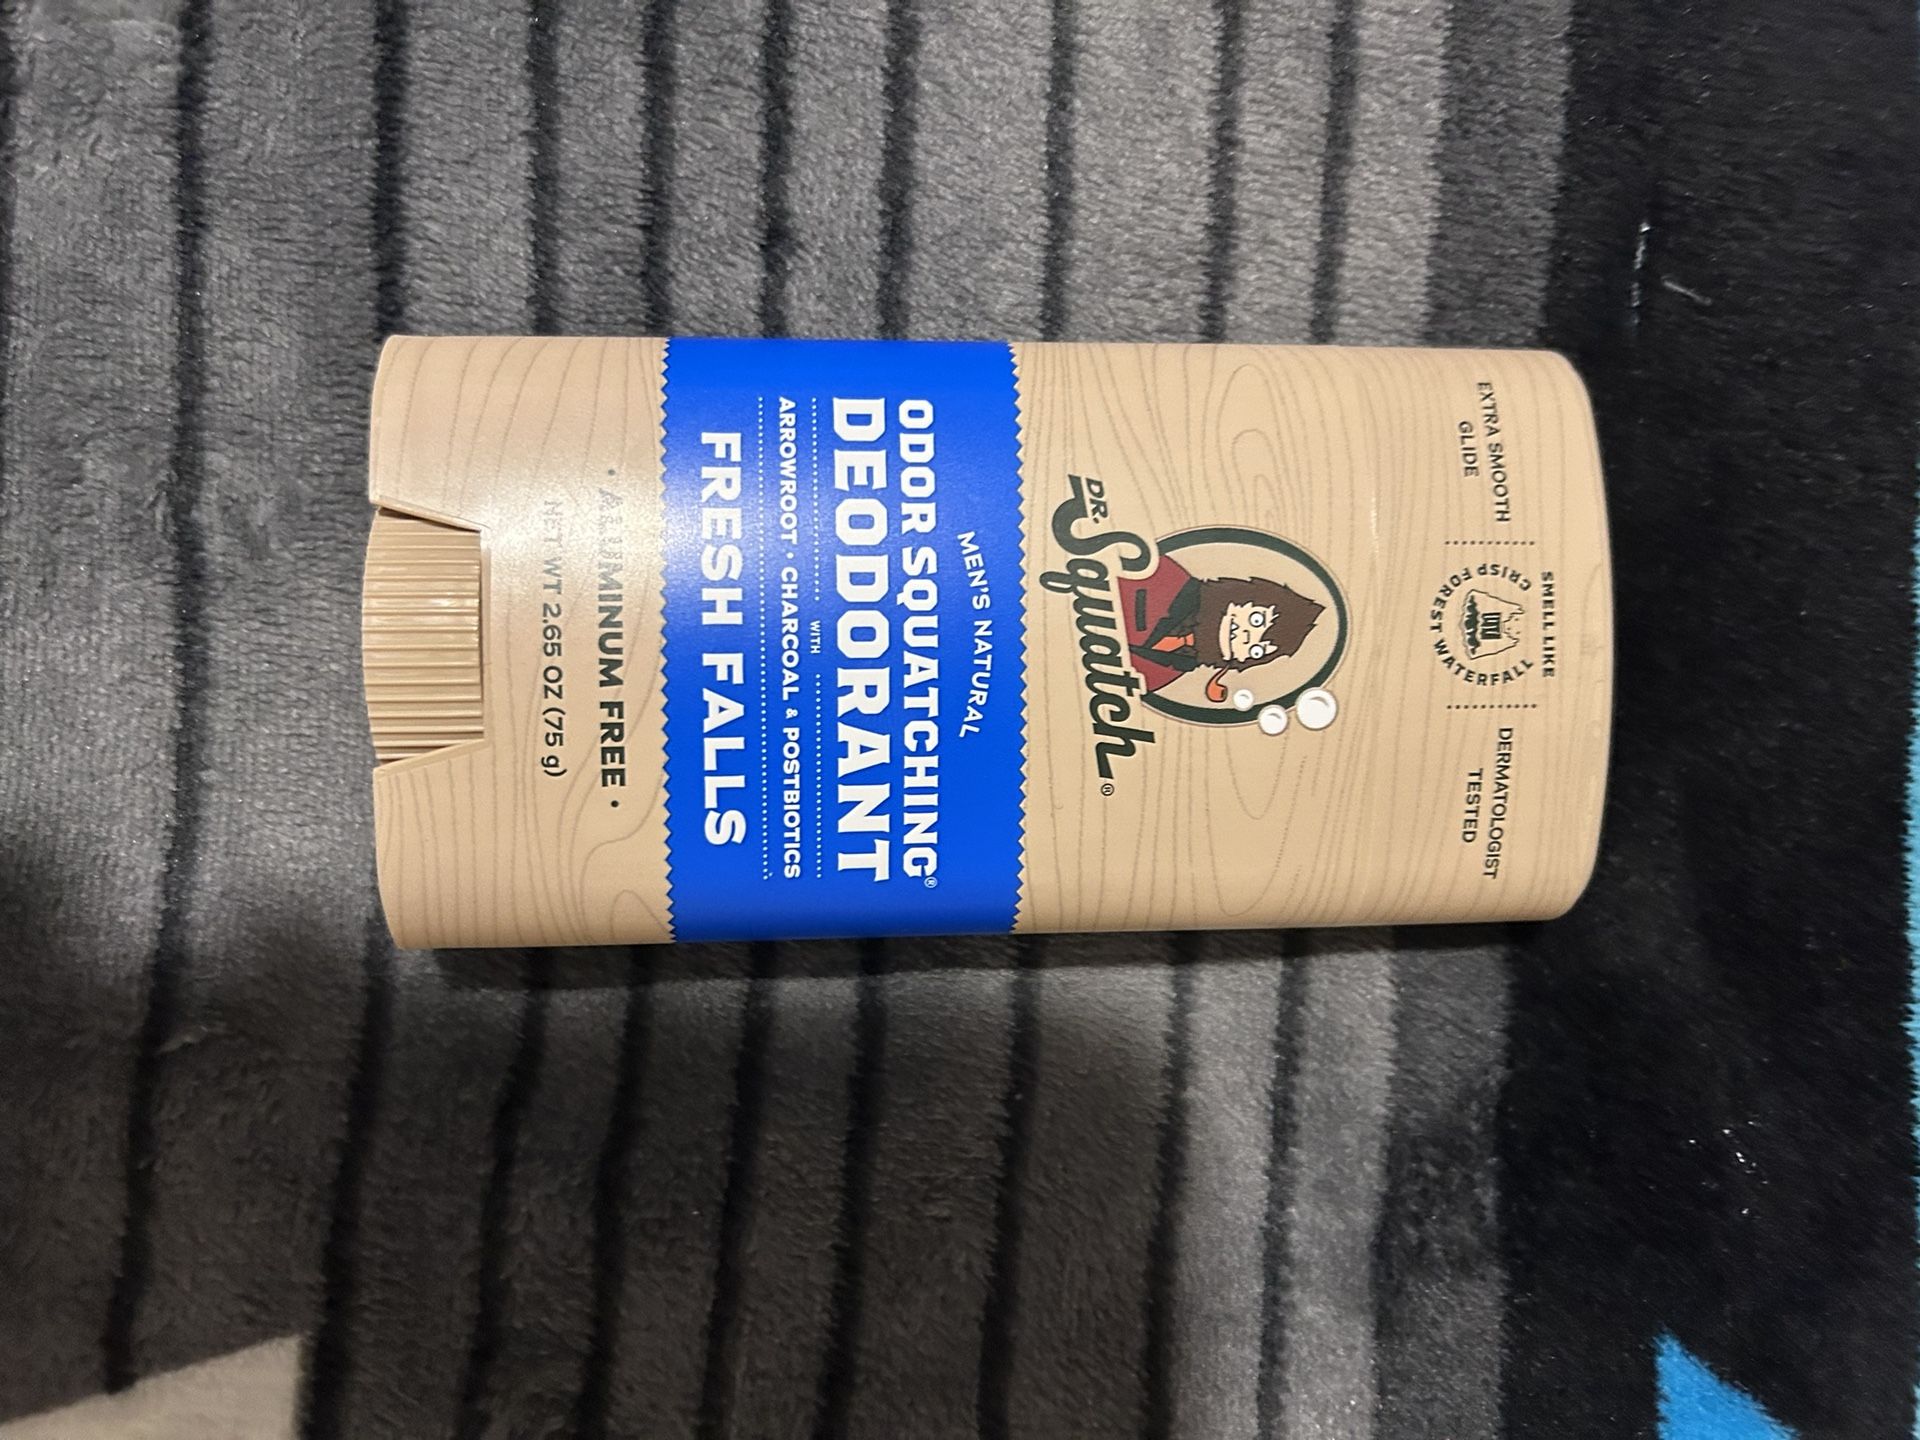 EXTRA SMOOTH
GLIDE
SMELL LIKE
CRISP FOREST WATERFALL
DERMATOLOGIST
TESTED
DR.
Squatch®
MEN'S NATURAL
ODOR SQUATCHING®
DEODORANT
WITH
ARROWROOT • CHARCOAL & POSTBIOTICS
FRESH FALLS
• ALUMINUM FREE •
NET WT 2.65 OZ (75 g)